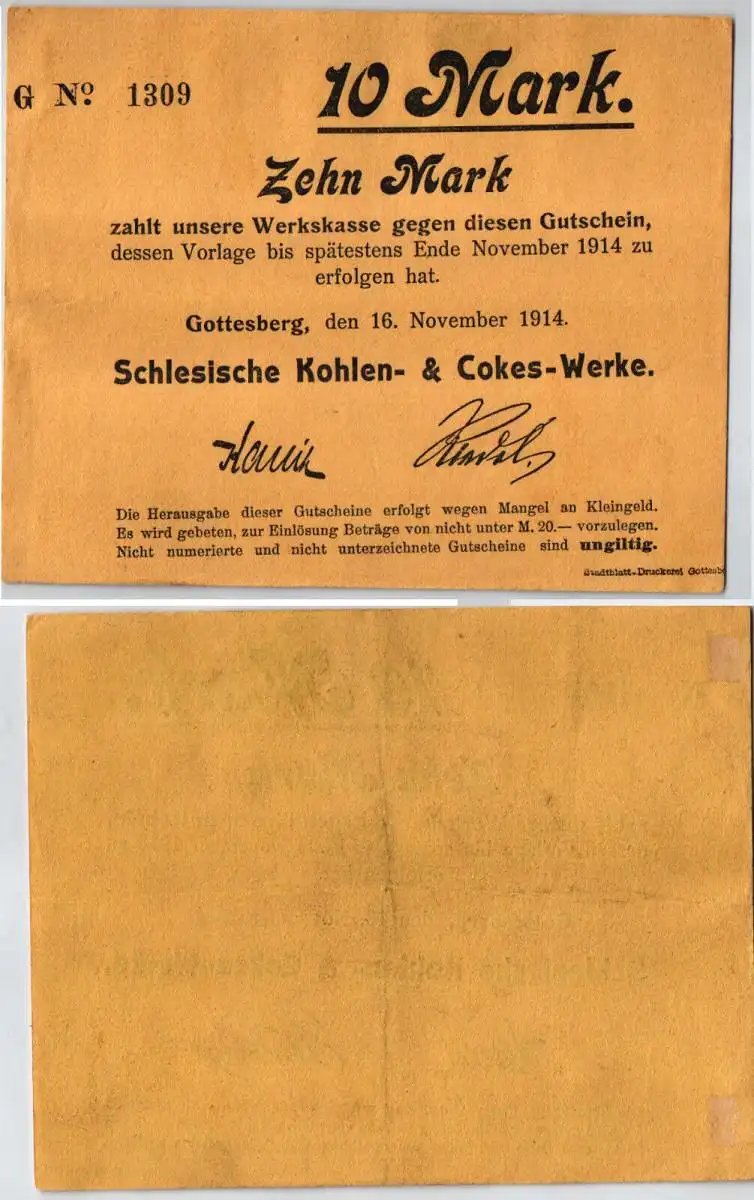 G № 1309
10 Mark.
Zehn Mark
zahlt unsere Werkskasse gegen diesen Gutschein,
dessen Vorlage bis spätestens Ende November 1914 zu
erfolgen hat.
Gottesberg, den 16. November 1914.
Schlesische Kohlen- & Cokes-Werke.
Die Herausgabe dieser Gutscheine erfolgt wegen Mangel an Kleingeld.
Es wird gebeten, zur Einlösung Beträge von nicht unter M. 20.— vorzulegen.
Nicht numerierte und nicht unterzeichnete Gutscheine sind ungiltig.
Stadtblatt-Druckerei Gottesbe